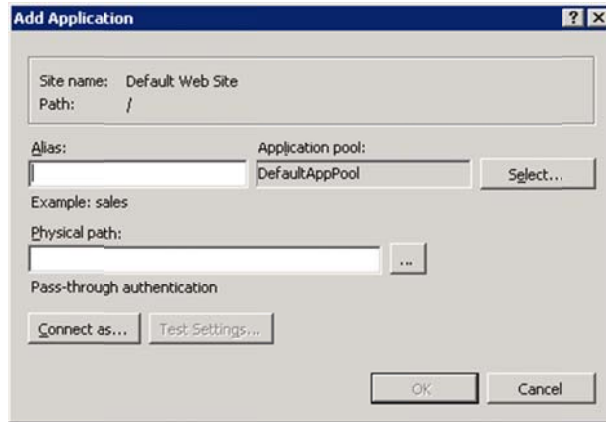 Add Application
Site name: Default Web Site
Path: /
Alias: Application pool:
DefaultAppPool Select...
Example: sales
Physical path:
...
Pass-through authentication
Connect as... Test Settings...
OK Cancel